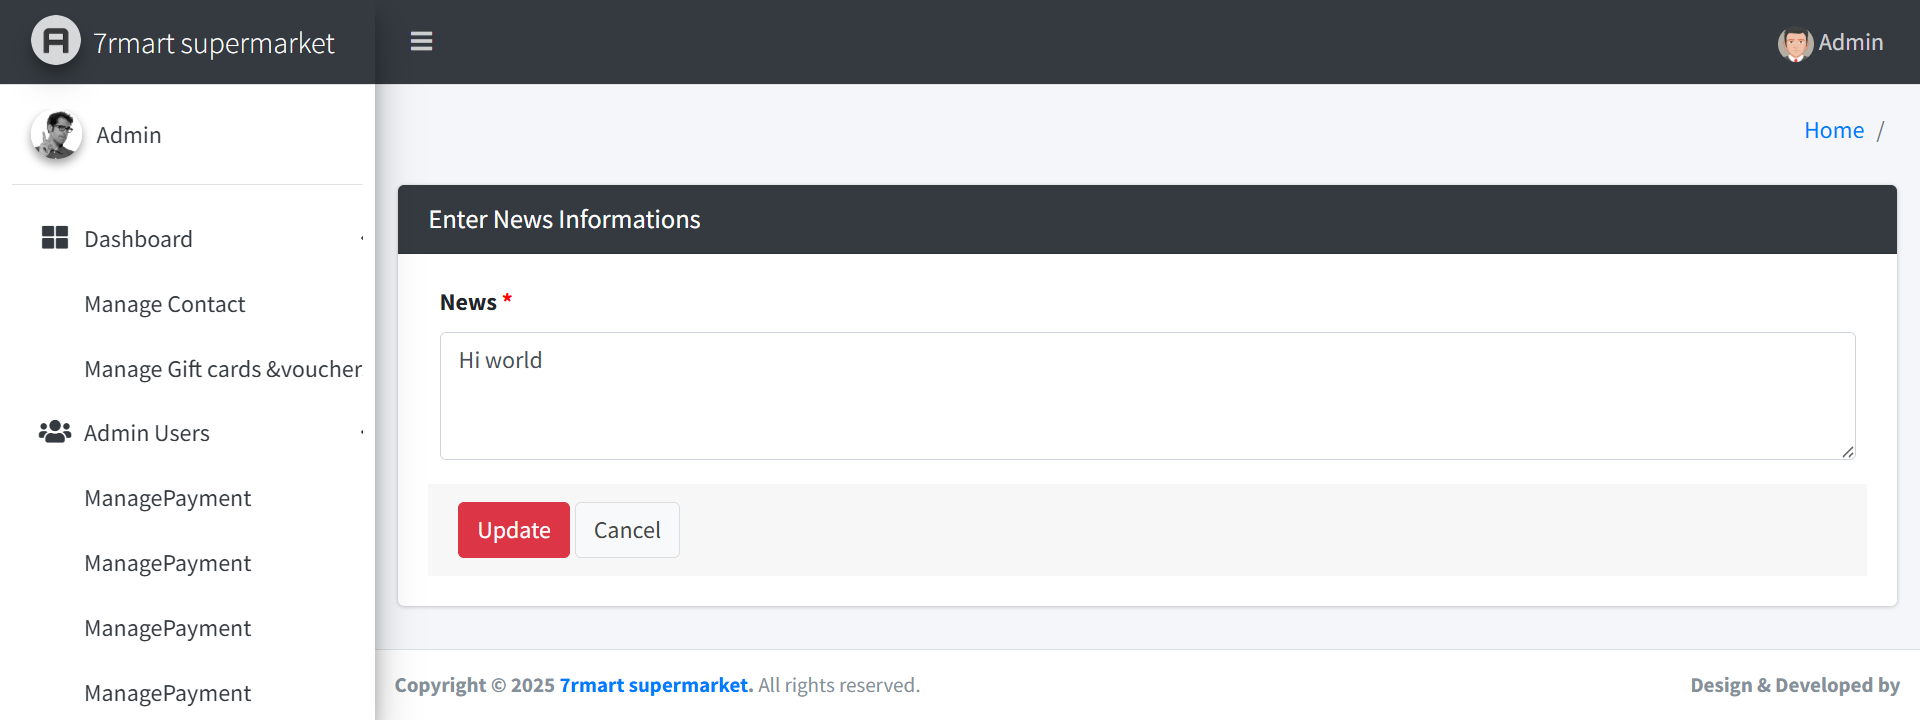 7rmart supermarket
Admin
Admin
Home /
Dashboard
Manage Contact
Manage Gift cards &voucher
Admin Users
ManagePayment
ManagePayment
ManagePayment
ManagePayment
Enter News Informations
News *
Hi world
Update Cancel
Copyright © 2025 7rmart supermarket. All rights reserved.
Design & Developed by